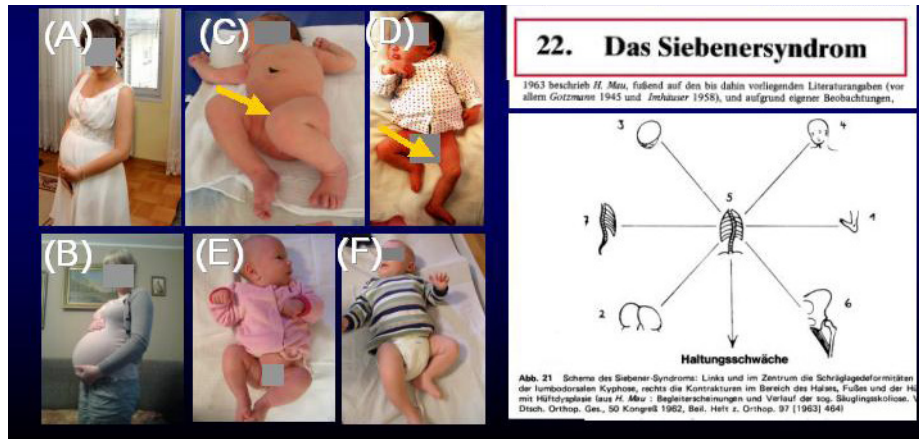 (A)
(C)
(D)
(B)
(E)
(F)
22. Das Siebenersyndrom
1963 beschrieb H. Mau, fußend auf den bis dahin vorliegenden Literaturangaben (vor
allem Gotzmann 1945 und Imhäuser 1958), und aufgrund eigener Beobachtungen,
3
4
5
7
1
2
6
Haltungsschwäche
Abb. 21 Schema des Siebener-Syndroms: Links und im Zentrum die Schräglagedeformitäten
der lumbodorsalen Kyphose, rechts die Kontrakturen im Bereich des Halses, Fußes und der Hü
mit Hüftdysplasie (aus H. Mau : Begleiterscheinungen und Verlauf der sog. Säuglingsskoliose. V
Dtsch. Orthop. Ges., 50 Kongreß 1962, Beil. Heft z. Orthop. 97 [1963] 464)